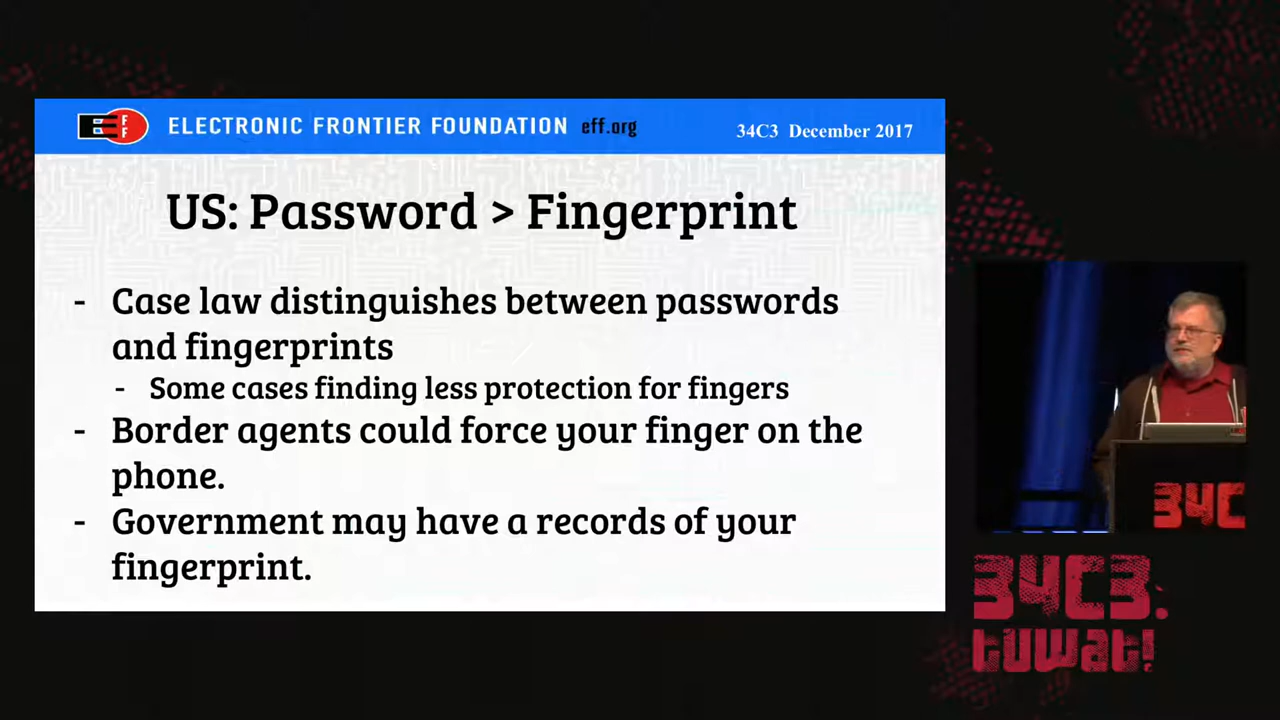 EFF ELECTRONIC FRONTIER FOUNDATION eff.org
34C3 December 2017
US: Password > Fingerprint
- Case law distinguishes between passwords
and fingerprints
- Some cases finding less protection for fingers
- Border agents could force your finger on the
phone.
- Government may have a records of your
fingerprint.
34C
34C3:
tuwat!